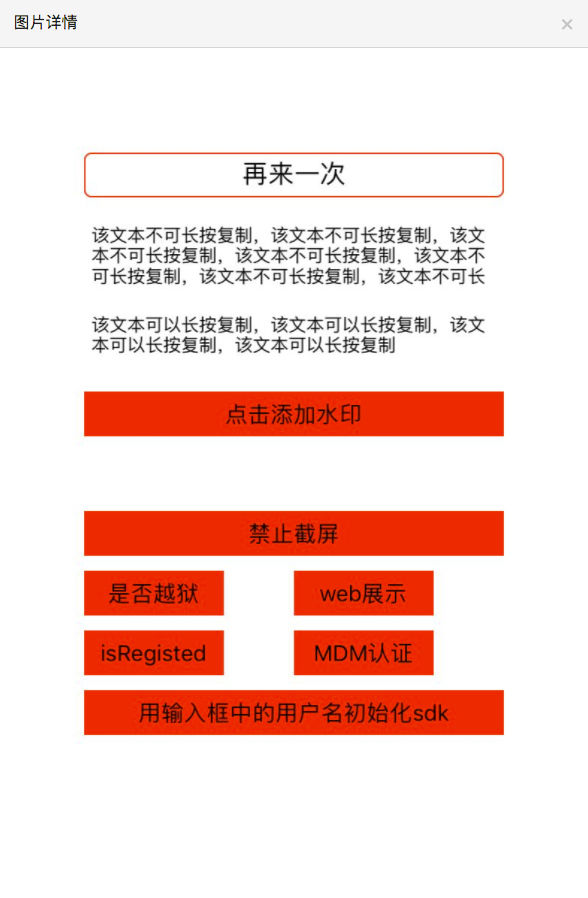 图片详情
×
再来一次
该文本不可长按复制，该文本不可长按复制，该文
本不可长按复制，该文本不可长按复制，该文本不
可长按复制，该文本不可长按复制，该文本不可长
该文本可以长按复制，该文本可以长按复制，该文
本可以长按复制，该文本可以长按复制
点击添加水印
禁止截屏
是否越狱 web展示
isRegisted MDM认证
用输入框中的用户名初始化sdk